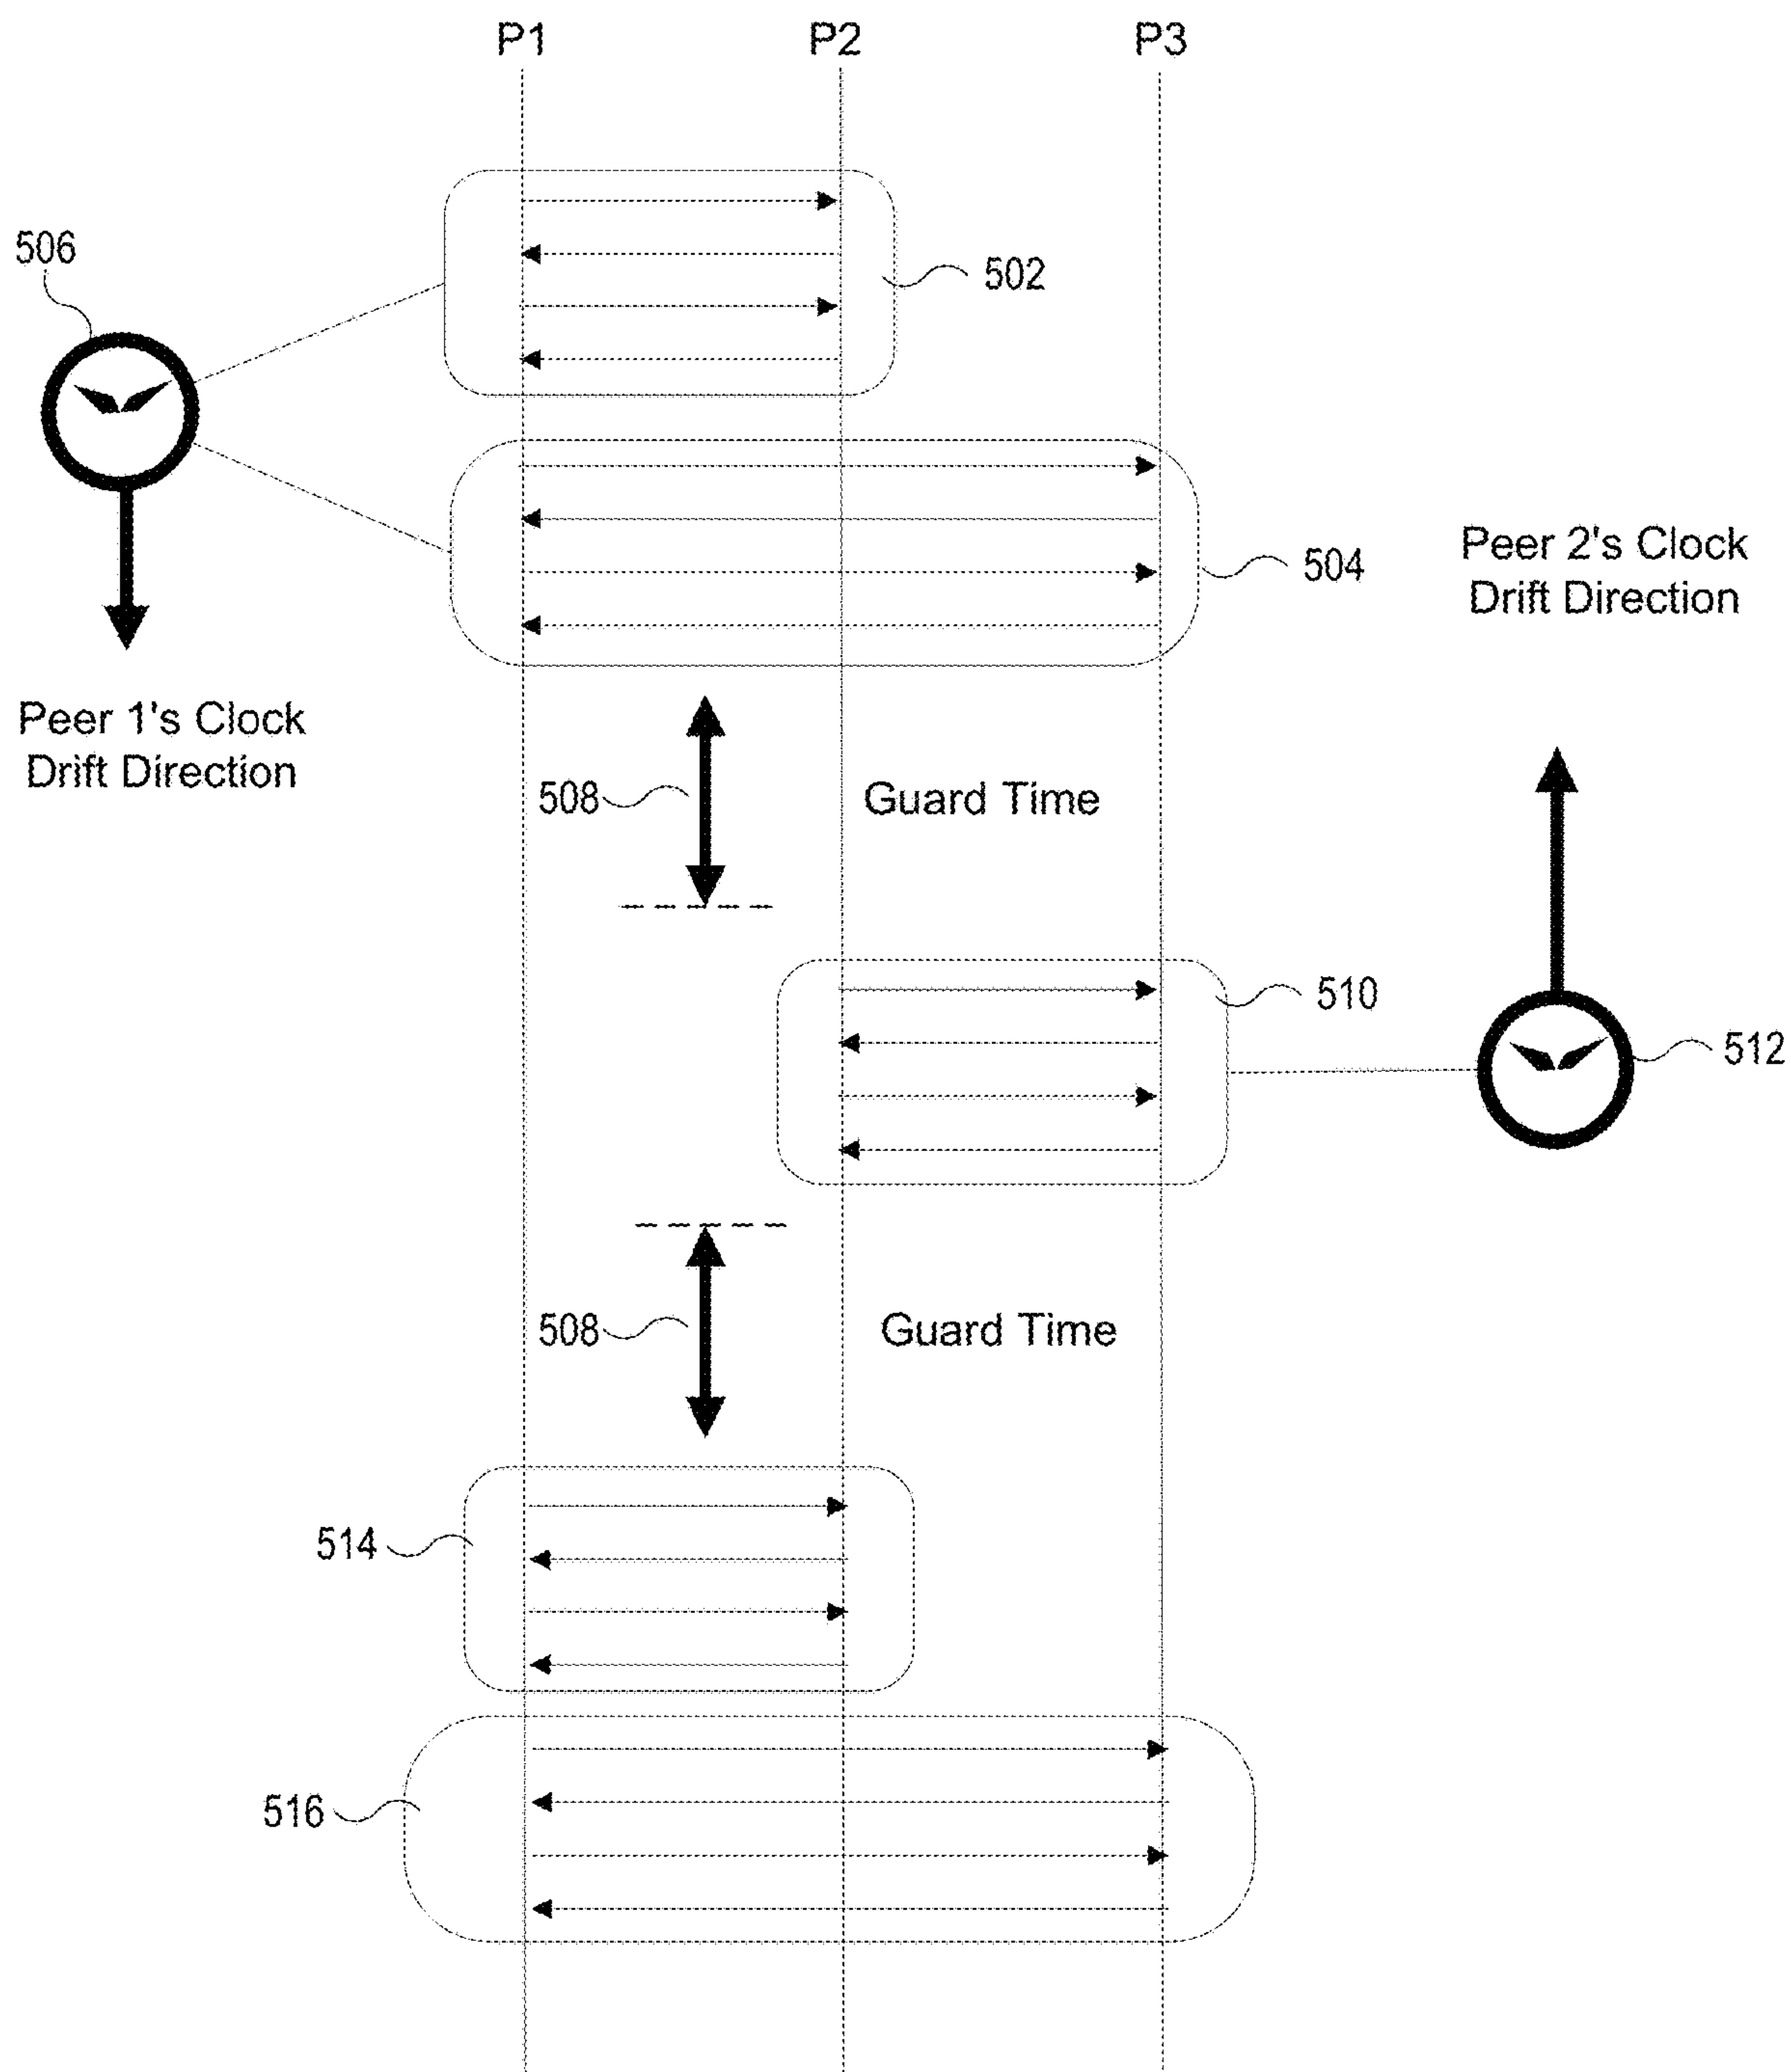 P1 P2 P3
506
502
504
Peer 2's Clock
Drift Direction
Peer 1's Clock
Drift Direction
508 Guard Time
510
512
508 Guard Time
514
516